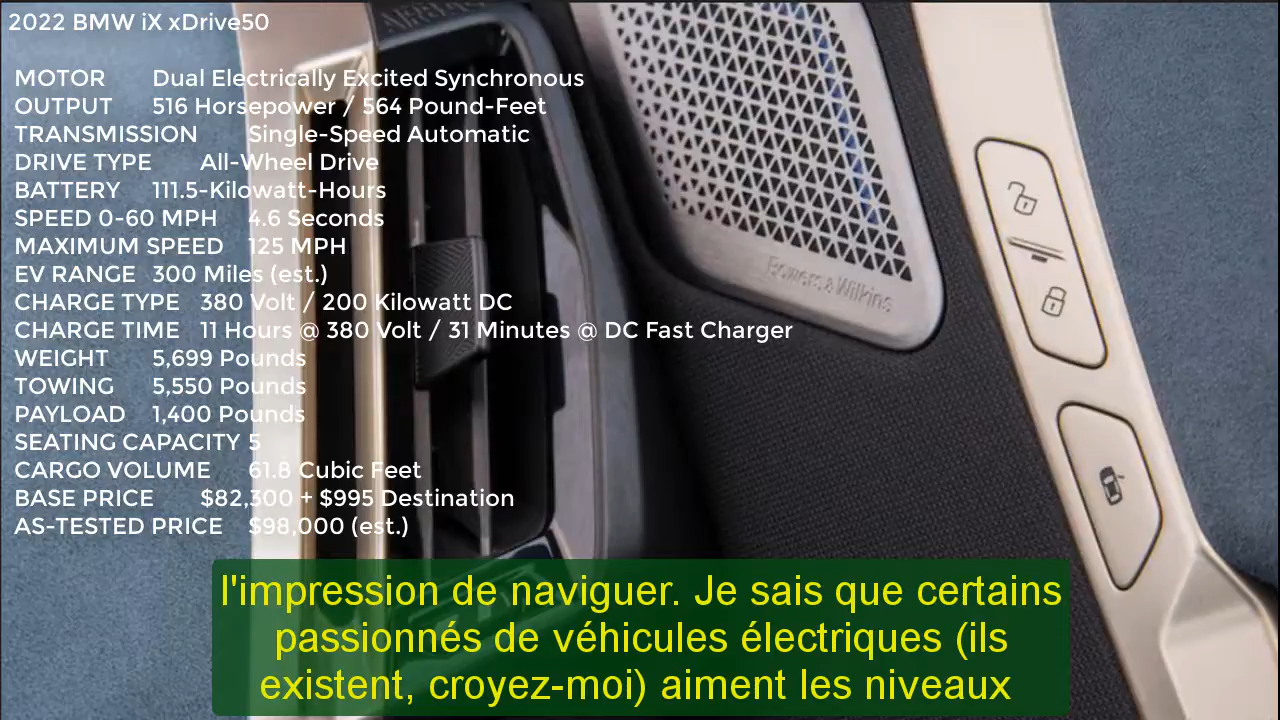 2022 BMW iX xDrive50
MOTOR Dual Electrically Excited Synchronous
OUTPUT 516 Horsepower / 564 Pound-Feet
TRANSMISSION Single-Speed Automatic
DRIVE TYPE All-Wheel Drive
BATTERY 111.5-Kilowatt-Hours
SPEED 0-60 MPH 4.6 Seconds
MAXIMUM SPEED 125 MPH
EV RANGE 300 Miles (est.)
CHARGE TYPE 380 Volt / 200 Kilowatt DC
CHARGE TIME 11 Hours @ 380 Volt / 31 Minutes @ DC Fast Charger
WEIGHT 5,699 Pounds
TOWING 5,550 Pounds
PAYLOAD 1,400 Pounds
SEATING CAPACITY 5
CARGO VOLUME 61.8 Cubic Feet
BASE PRICE $82,300 + $995 Destination
AS-TESTED PRICE $98,000 (est.)
Bowers & Wilkins
l'impression de naviguer. Je sais que certains
passionnés de véhicules électriques (ils
existent, croyez-moi) aiment les niveaux